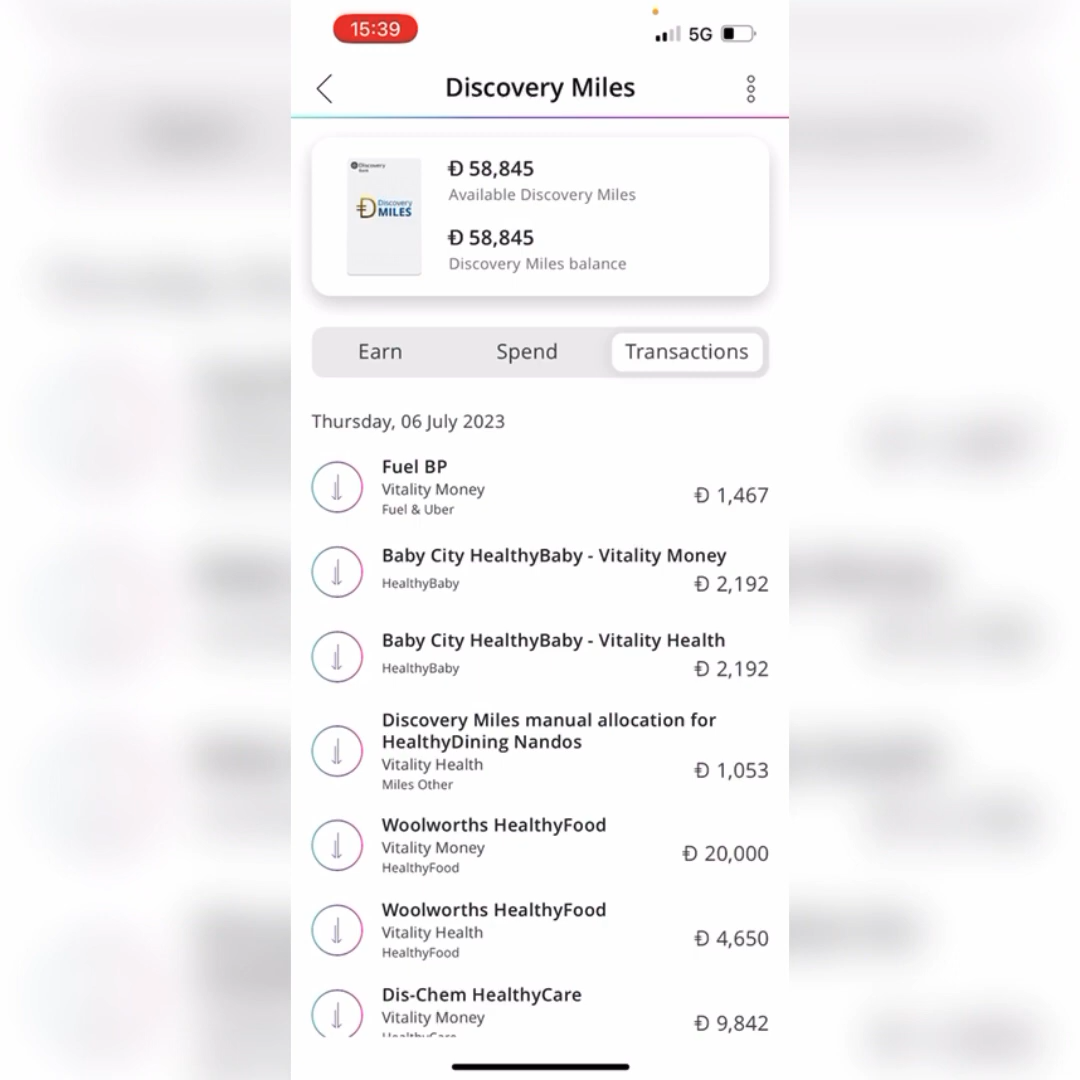 15:39
5G
Discovery Miles
Discovery
Bank
Discovery
MILES
Đ 58,845
Available Discovery Miles
Đ 58,845
Discovery Miles balance
Earn Spend Transactions
Thursday, 06 July 2023
Fuel BP
Vitality Money
Fuel & Uber
Đ 1,467
Baby City HealthyBaby - Vitality Money
HealthyBaby
Đ 2,192
Baby City HealthyBaby - Vitality Health
HealthyBaby
Đ 2,192
Discovery Miles manual allocation for
HealthyDining Nandos
Vitality Health
Miles Other
Đ 1,053
Woolworths HealthyFood
Vitality Money
HealthyFood
Đ 20,000
Woolworths HealthyFood
Vitality Health
HealthyFood
Đ 4,650
Dis-Chem HealthyCare
Vitality Money
HealthyCare
Đ 9,842